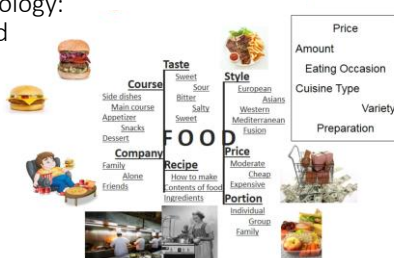 ology:
d
Taste
Sweet
Sour
Bitter
Salty
Sweet
Course
Side dishes
Main course
Appetizer
Snacks
Dessert
Style
European
Asians
Western
Mediterranean
Fusion
FOOD
Company
Family
Alone
Friends
Recipe
How to make
Contents of food
Ingredients
Price
Moderate
Cheap
Expensive
Portion
Individual
Group
Family
Price
Amount
Eating Occasion
Cuisine Type
Variety
Preparation